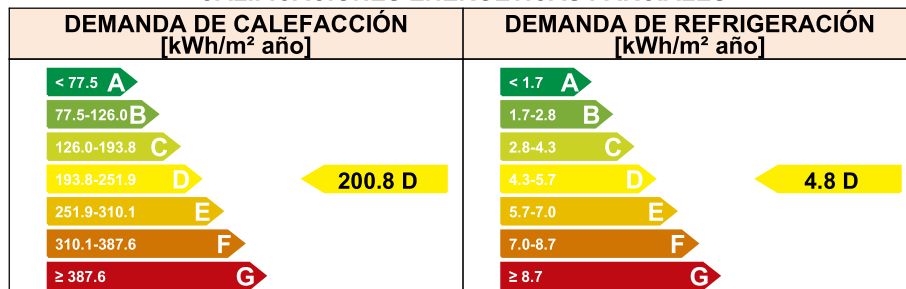 DEMANDA DE CALEFACCIÓN
[kWh/m² año]
< 77.5 A
77.5-126.0 B
126.0-193.8 C
193.8-251.9 D
251.9-310.1 E
310.1-387.6 F
≥ 387.6 G
200.8 D
DEMANDA DE REFRIGERACIÓN
[kWh/m² año]
< 1.7 A
1.7-2.8 B
2.8-4.3 C
4.3-5.7 D
5.7-7.0 E
7.0-8.7 F
≥ 8.7 G
4.8 D